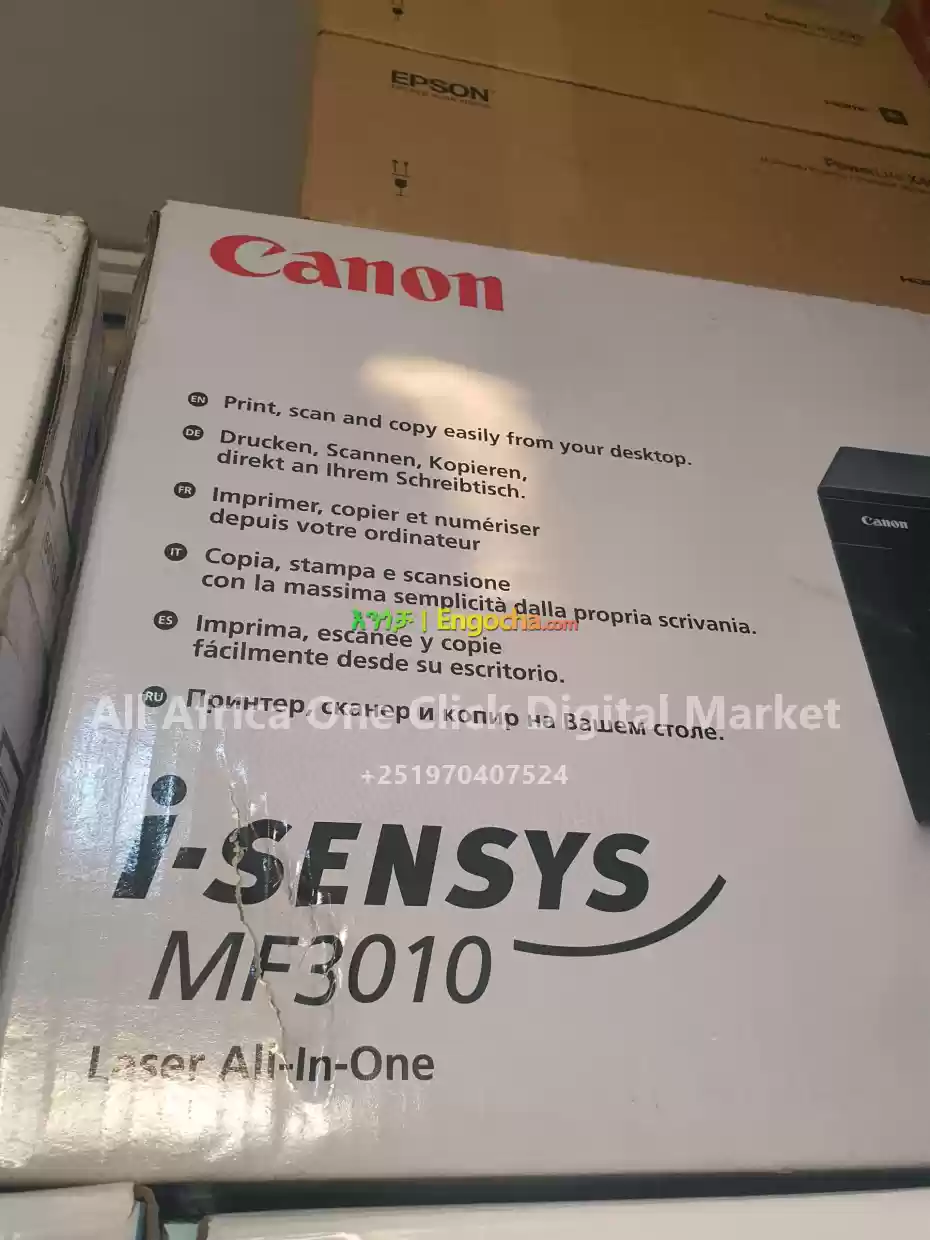 EPSON
Canon
EN Print, scan and copy easily from your desktop.
DE Drucken, Scannen, Kopieren,
direkt an Ihrem Schreibtisch.
FR Imprimer, copier et numériser
depuis votre ordinateur
IT Copia, stampa e scansione
con la massima semplicità dalla propria scrivania.
እንጎቻ | Engocha.com
ES Imprima, escanee y copie
fácilmente desde su escritorio.
RU Принтер, сканер и копир на Вашем столе.
All Africa One Click Digital Market
+251970407524
i-SENSYS
MF3010
Laser All-In-One
Canon